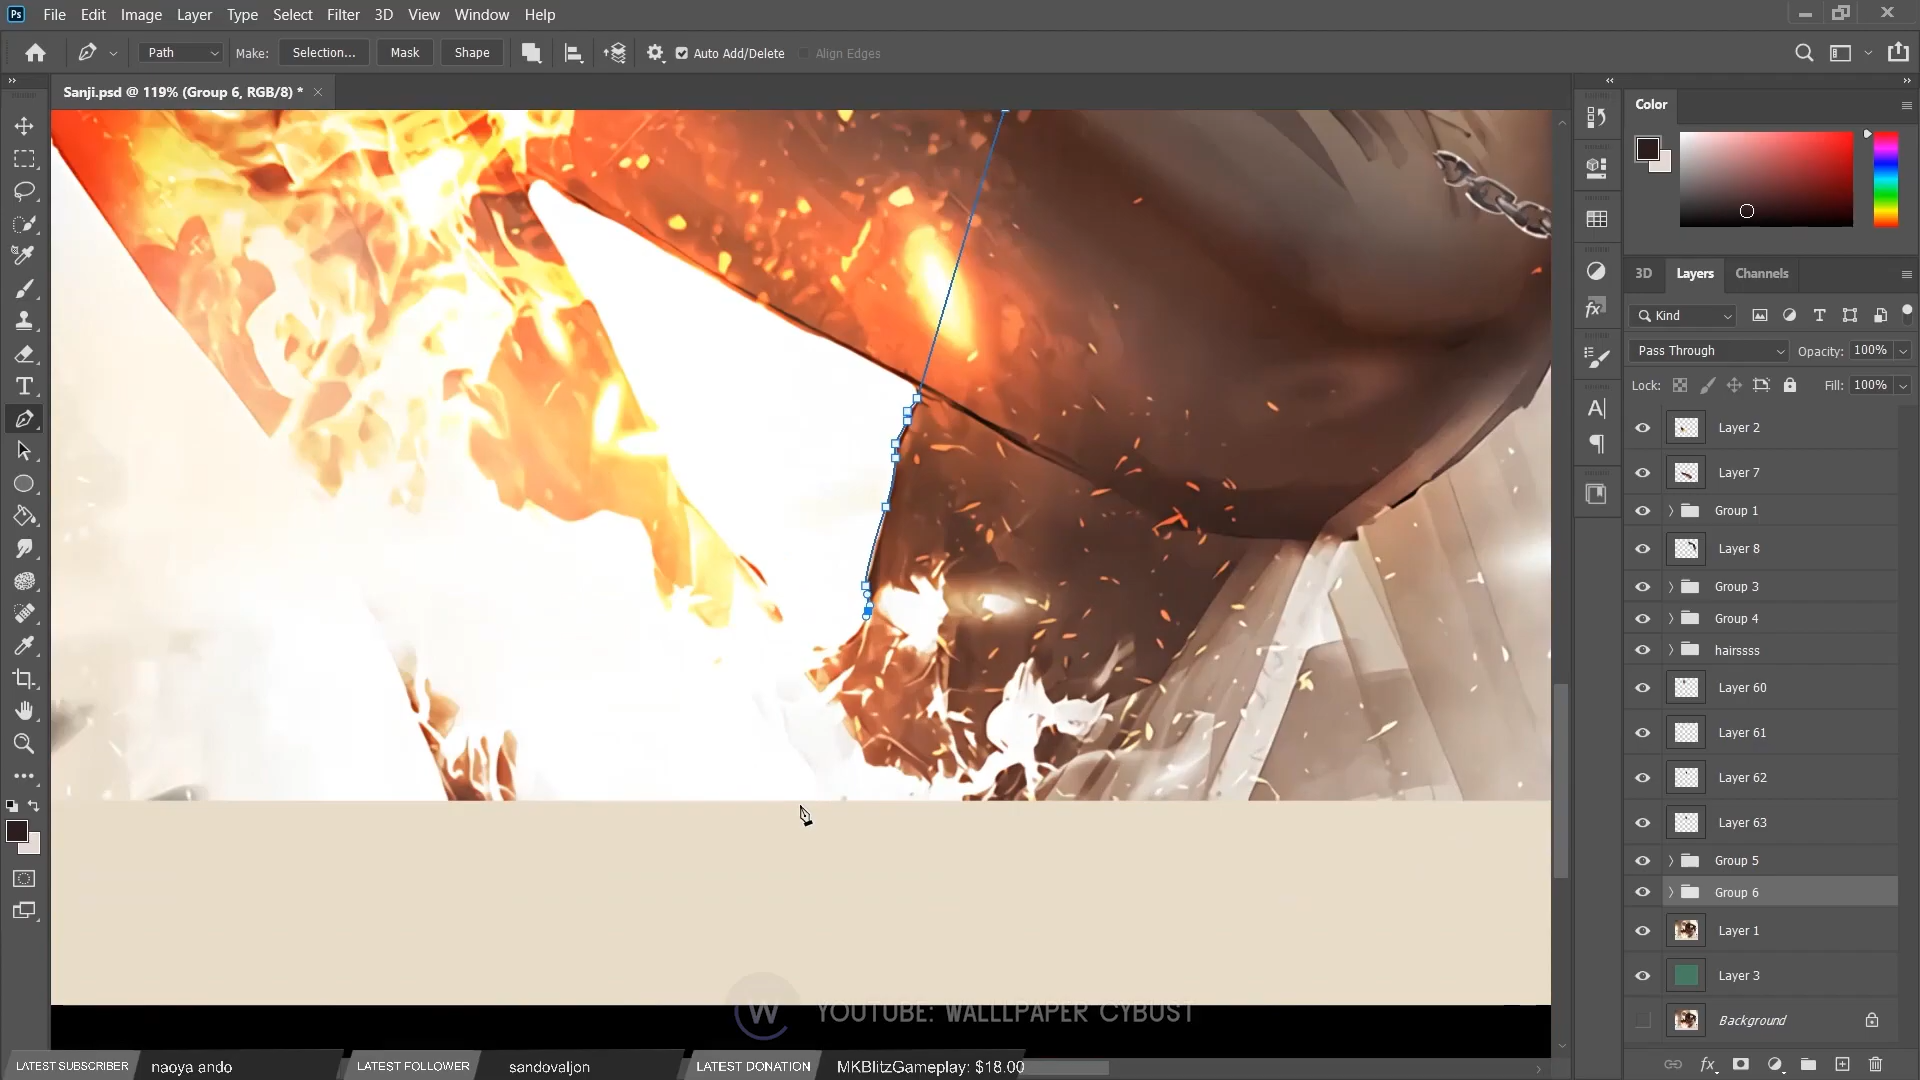 Ps File Edit Image Layer Type Select Filter 3D View Window Help
Path Make: Selection... Mask Shape Auto Add/Delete Align Edges
Sanji.psd @ 119% (Group 6, RGB/8) *
Color
3D Layers Channels
Kind
Pass Through Opacity: 100%
Lock: Fill: 100%
Layer 2
Layer 7
Group 1
Layer 8
Group 3
Group 4
hairssss
Layer 60
Layer 61
Layer 62
Layer 63
Group 5
Group 6
Layer 1
Layer 3
Background
W YOUTUBE: WALLLPAPER CYBUST
LATEST SUBSCRIBER naoya ando LATEST FOLLOWER sandovaljon LATEST DONATION MKBlitzGameplay: $18.00